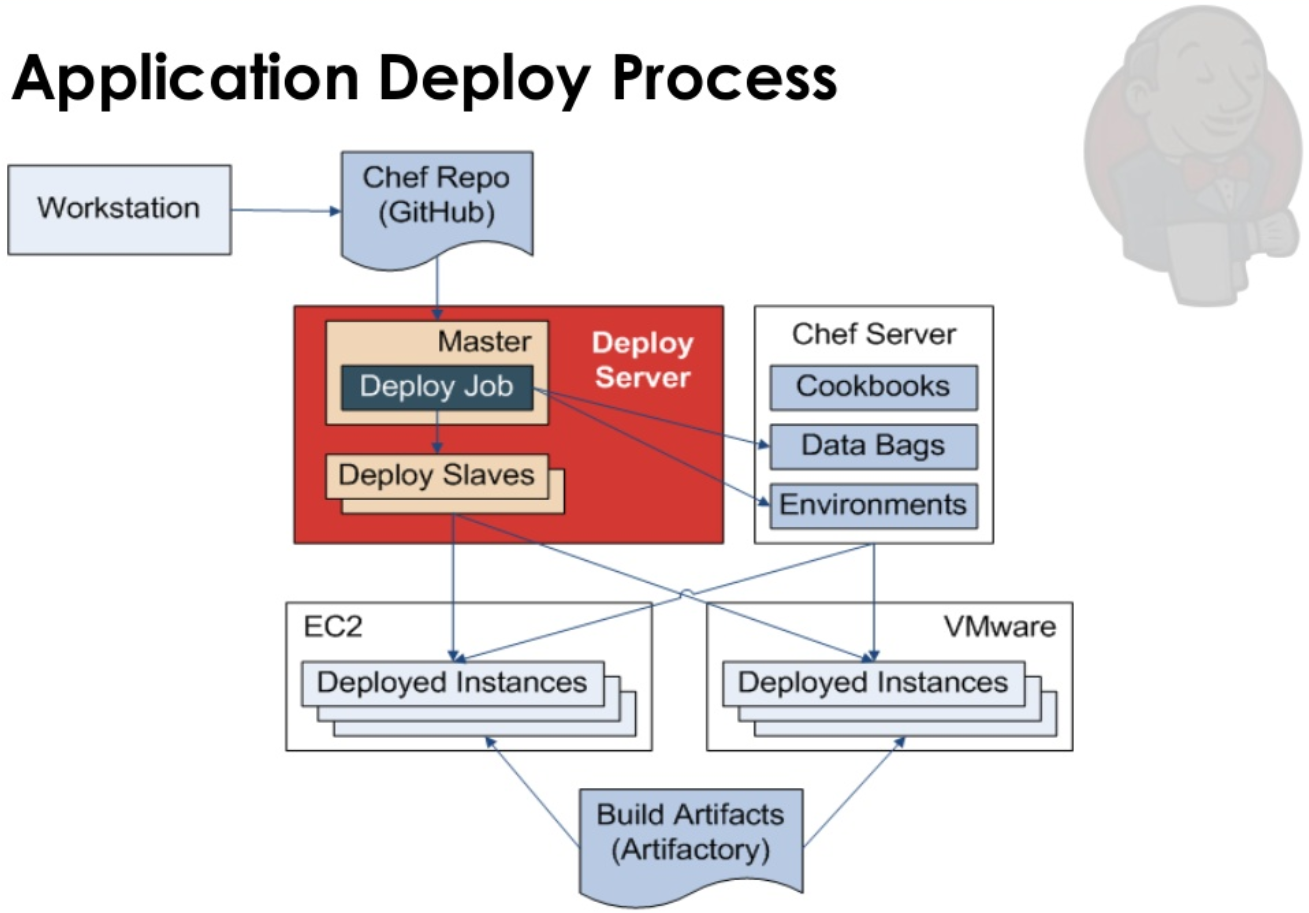 Application Deploy Process
Workstation
Chef Repo
(GitHub)
Master
Deploy Job
Deploy
Server
Deploy Slaves
Chef Server
Cookbooks
Data Bags
Environments
EC2
Deployed Instances
VMware
Deployed Instances
Build Artifacts
(Artifactory)